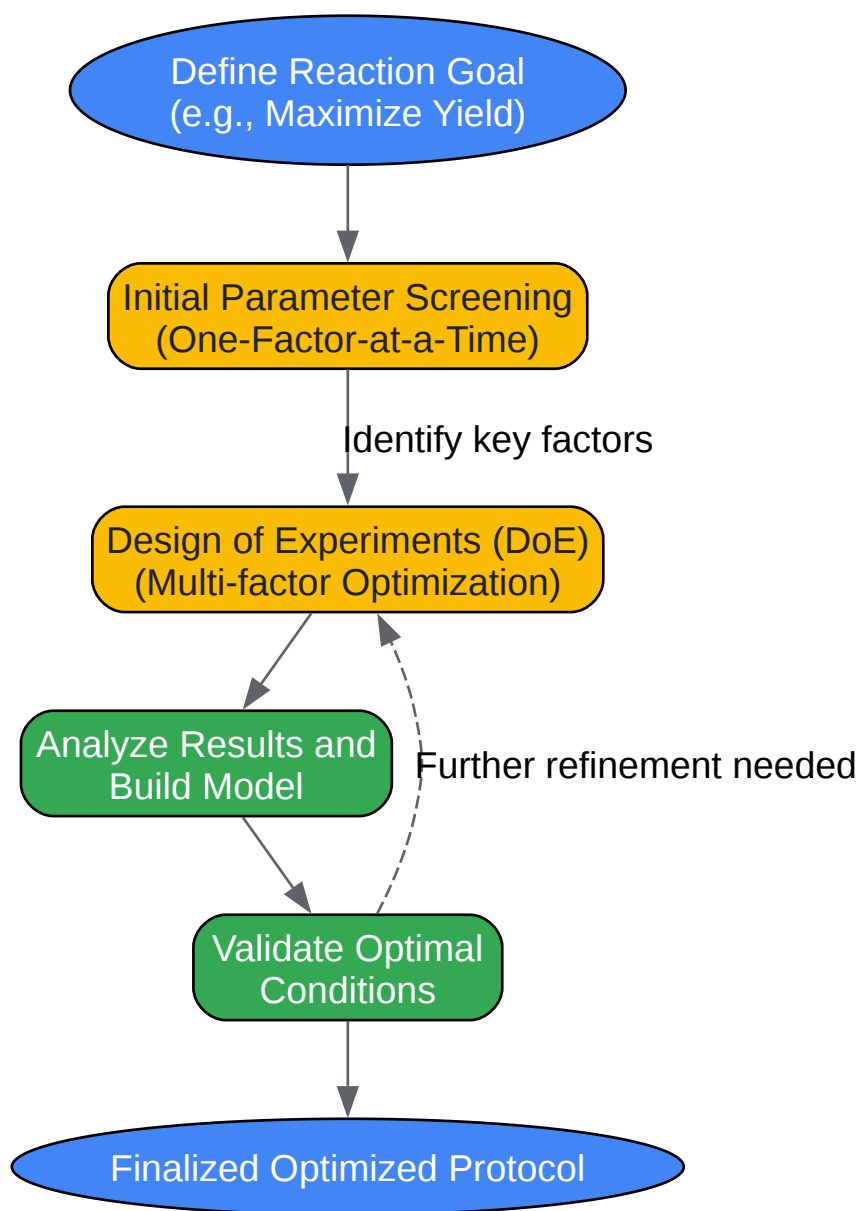 Define Reaction Goal
(e.g., Maximize Yield)
Initial Parameter Screening
(One-Factor-at-a-Time)
Identify key factors
Design of Experiments (DoE)
(Multi-factor Optimization)
Analyze Results and
Build Model
Further refinement needed
Validate Optimal
Conditions
Finalized Optimized Protocol